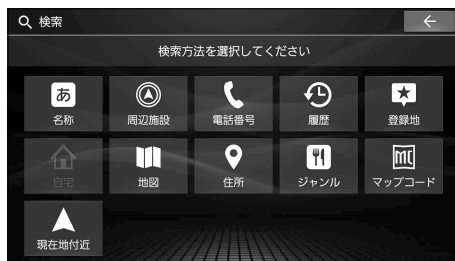 検索
検索方法を選択してください
あ
名称
周辺施設
電話番号
履歴
登録地
自宅
地図
住所
ジャンル
MC
マップコード
現在地付近